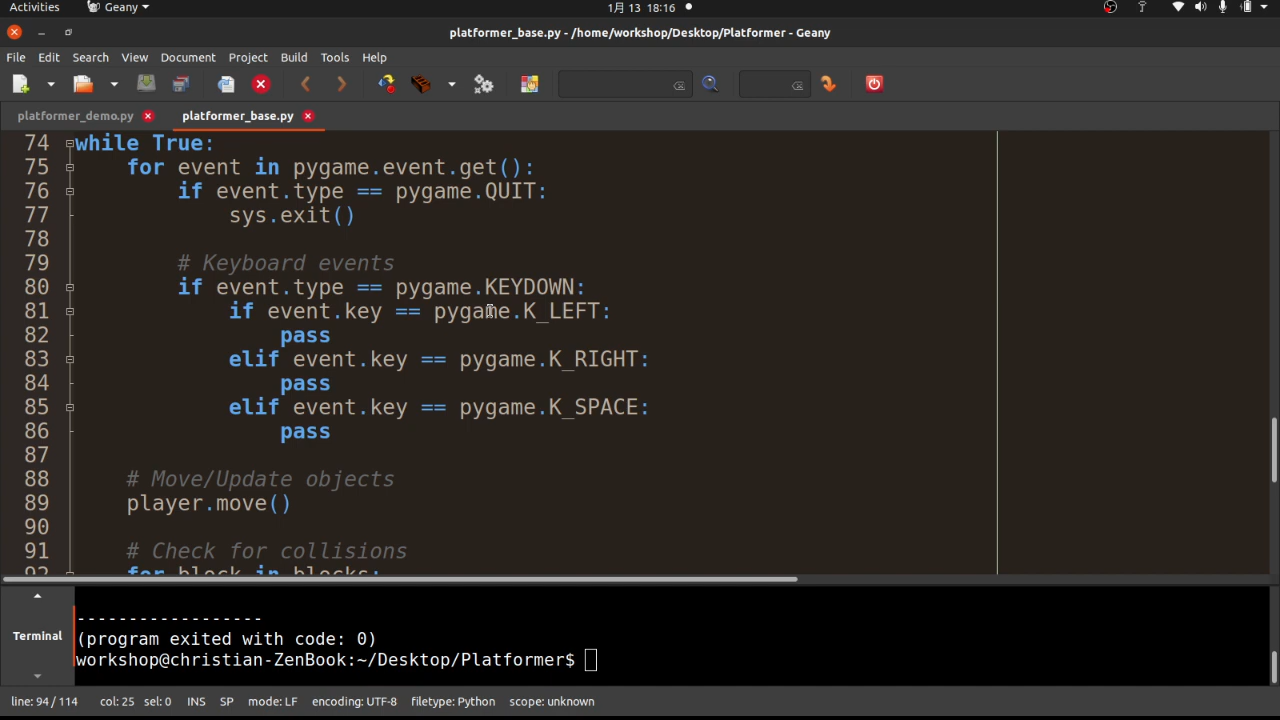 Activities Geany 1月 13 18:16
platformer_base.py - /home/workshop/Desktop/Platformer - Geany
File Edit Search View Document Project Build Tools Help
platformer_demo.py platformer_base.py
74 while True:
75 for event in pygame.event.get():
76 if event.type == pygame.QUIT:
77 sys.exit()
78
79 # Keyboard events
80 if event.type == pygame.KEYDOWN:
81 if event.key == pygame.K_LEFT:
82 pass
83 elif event.key == pygame.K_RIGHT:
84 pass
85 elif event.key == pygame.K_SPACE:
86 pass
87
88 # Move/Update objects
89 player.move()
90
91 # Check for collisions
92 for block in blocks:
------------------
(program exited with code: 0)
Terminal
workshop@christian-ZenBook:~/Desktop/Platformer$
line: 94 / 114 col: 25 sel: 0 INS SP mode: LF encoding: UTF-8 filetype: Python scope: unknown